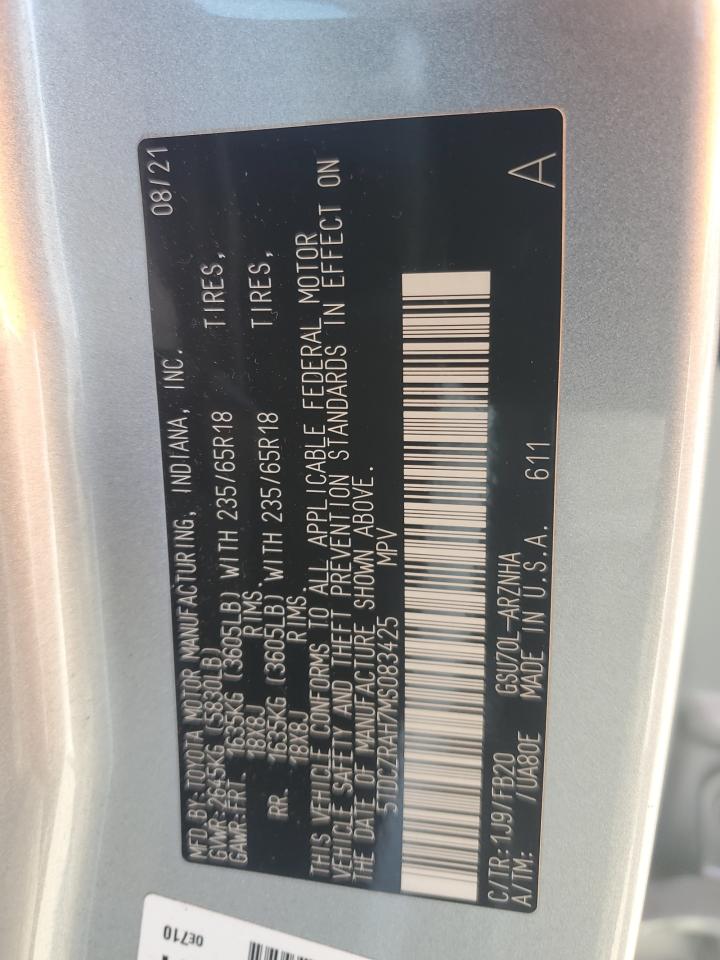 MFD.BY:TOYOTA MOTOR MANUFACTURING, INDIANA, INC. 08/21
GVWR:2645KG (5830LB)
GAWR:FRT. 1635KG (3605LB) WITH 235/65R18 TIRES,
18X8J RIMS.
RR. 1635KG (3605LB) WITH 235/65R18 TIRES,
18X8J RIMS.
THIS VEHICLE CONFORMS TO ALL APPLICABLE FEDERAL MOTOR
VEHICLE SAFETY AND THEFT PREVENTION STANDARDS IN EFFECT ON
THE DATE OF MANUFACTURE SHOWN ABOVE.
5TDCZRAH7MS083425 MPV
C/TR:1J9/FB20 GSU70L-ARZNHA
A/TM: /UA80E MADE IN U.S.A. 611 A
0E710